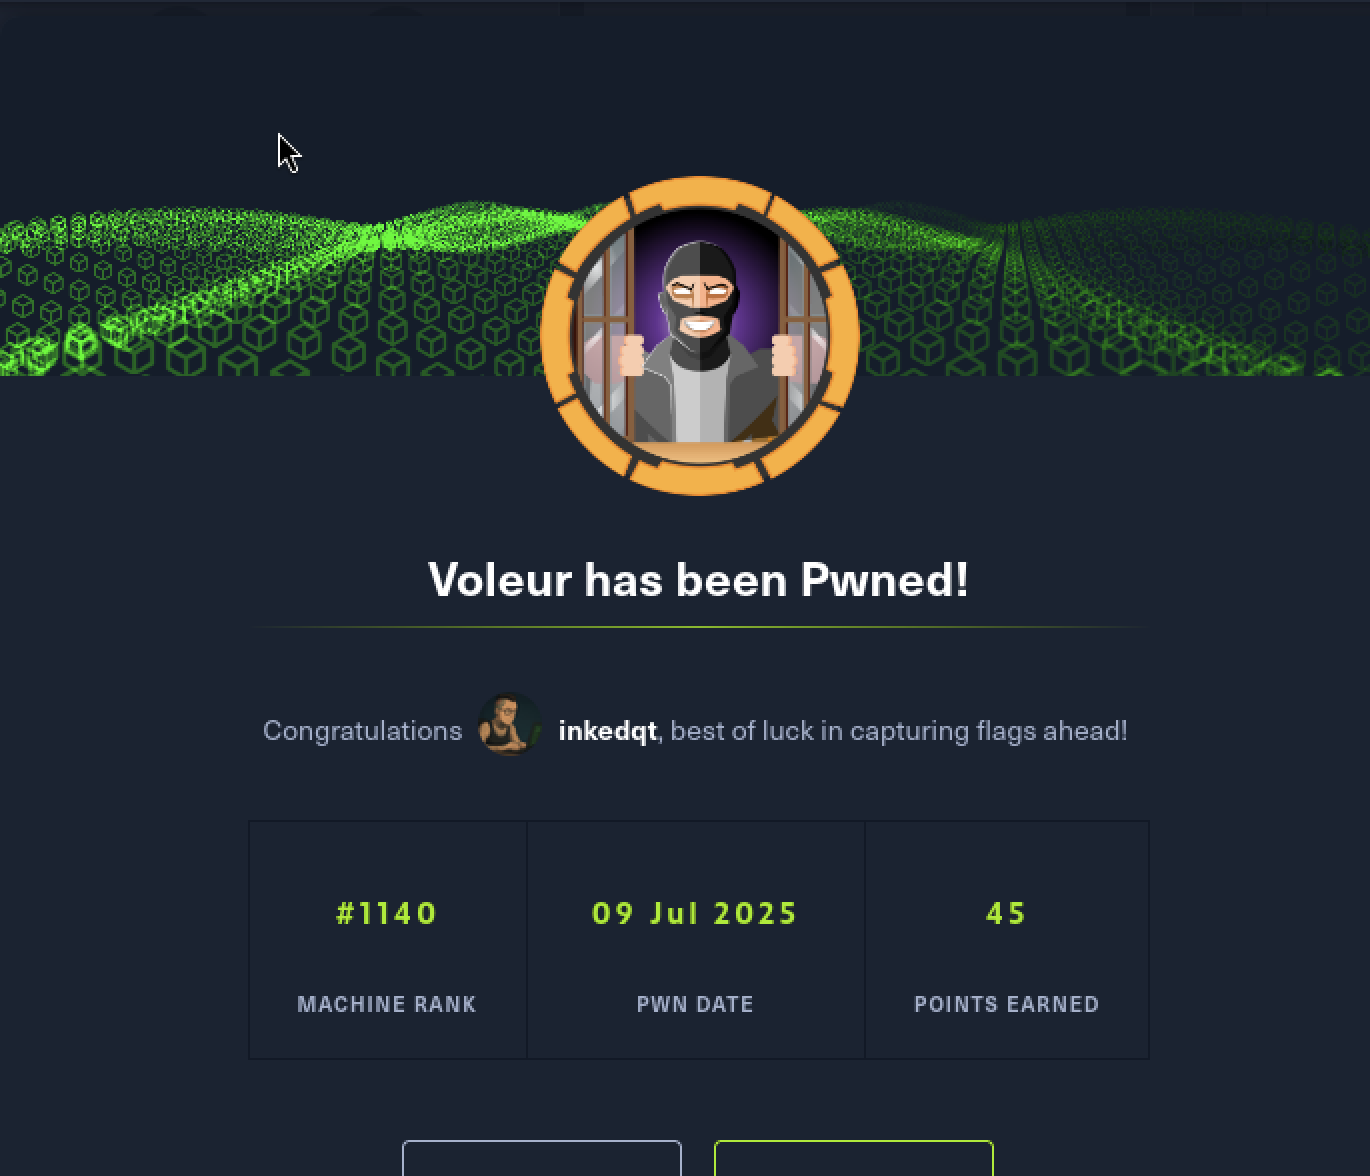 Voleur has been Pwned!
Congratulations inkedqt, best of luck in capturing flags ahead!
#1140
09 Jul 2025
45
MACHINE RANK
PWN DATE
POINTS EARNED